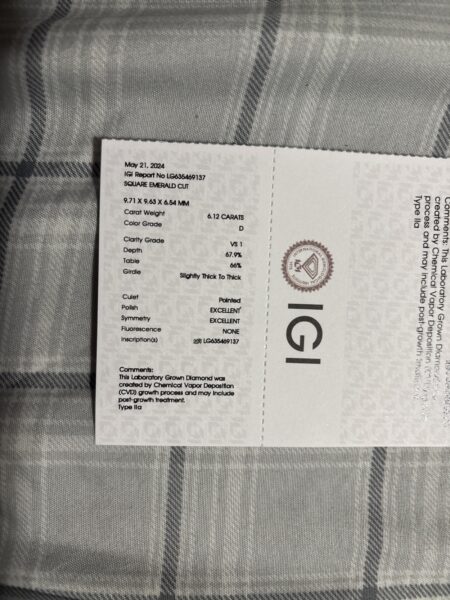 May 21, 2024
IGI Report No LG635469137
SQUARE EMERALD CUT
9.71 X 9.63 X 6.54 MM
Carat Weight 6.12 CARATS
Color Grade D
Clarity Grade VS 1
Depth 67.9%
Table 66%
Girdle Slightly Thick To Thick
Culet Pointed
Polish EXCELLENT
Symmetry EXCELLENT
Fluorescence NONE
Inscription(s) LG635469137
Comments:
This Laboratory Grown Diamond was
created by Chemical Vapor Deposition
(CVD) growth process and may include
post-growth treatment.
Type IIa
IGI
Comments: This Laboratory Grown Diamond
created by Chemical Vapor Deposition
process and may include post-growth
Type IIa